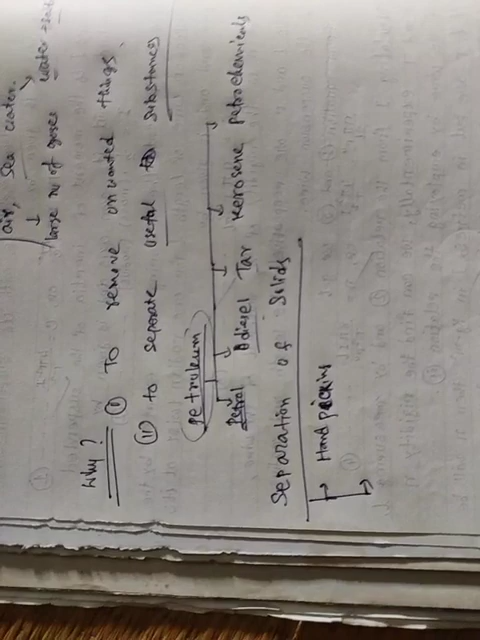 air, sea water.
large no of gases water + salt
Why? (i) To remove unwanted things.
(ii) to separate useful substances
petroleum
Petrol diesel Tar Kerosene petrochemicals
Separation of Solids
Hand picking